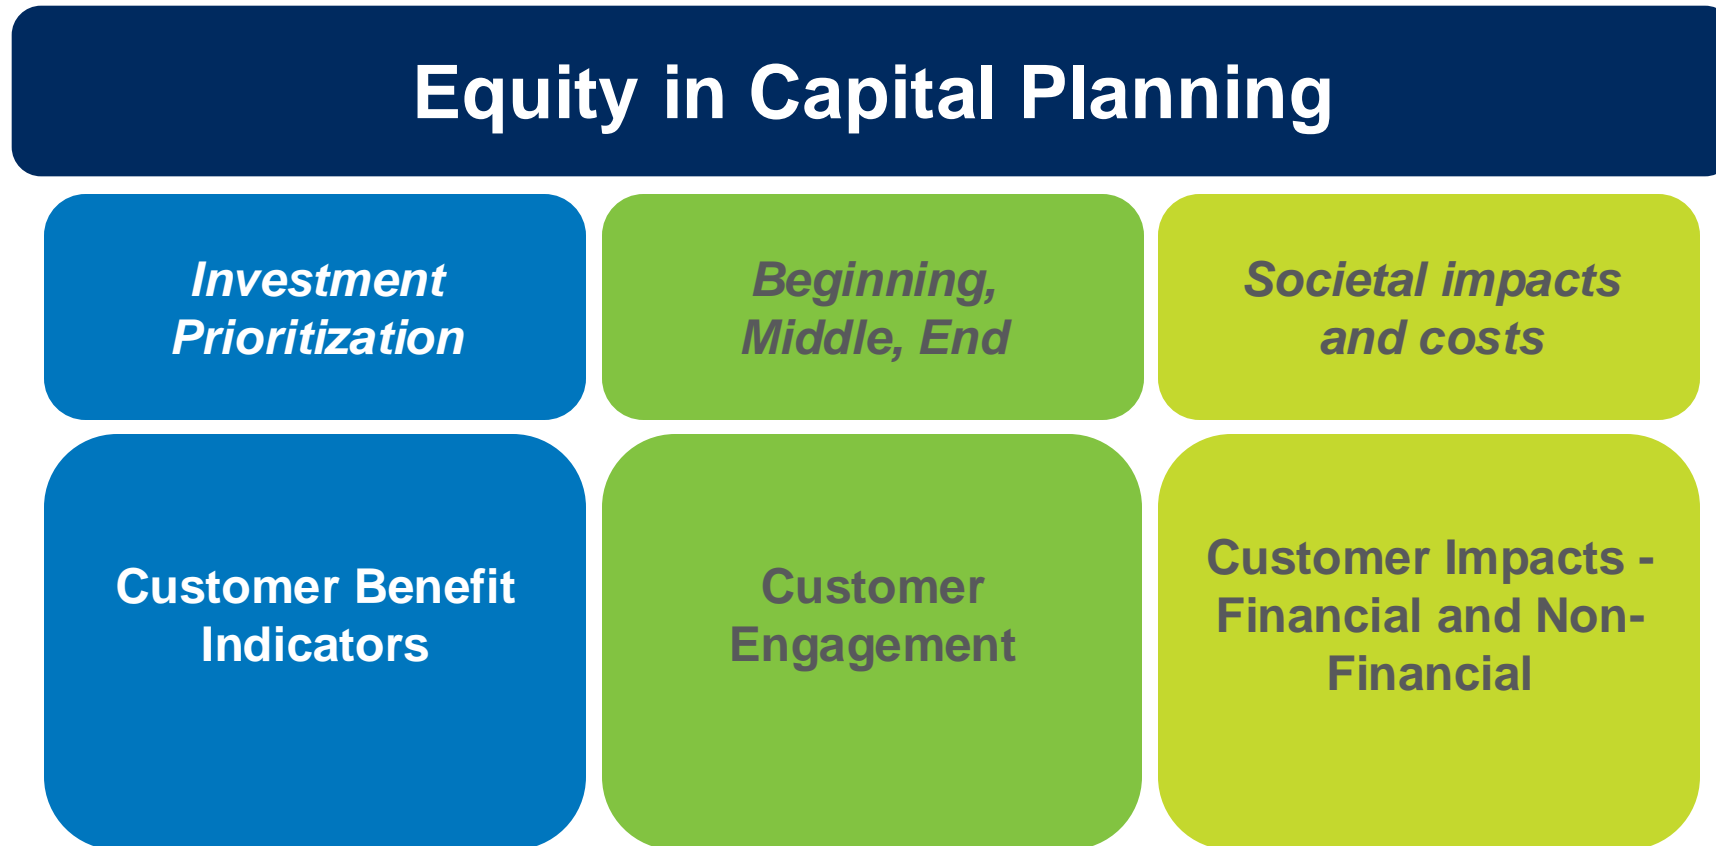 Equity in Capital Planning
Investment
Prioritization
Beginning,
Middle, End
Societal impacts
and costs
Customer Benefit
Indicators
Customer
Engagement
Customer Impacts -
Financial and Non-
Financial